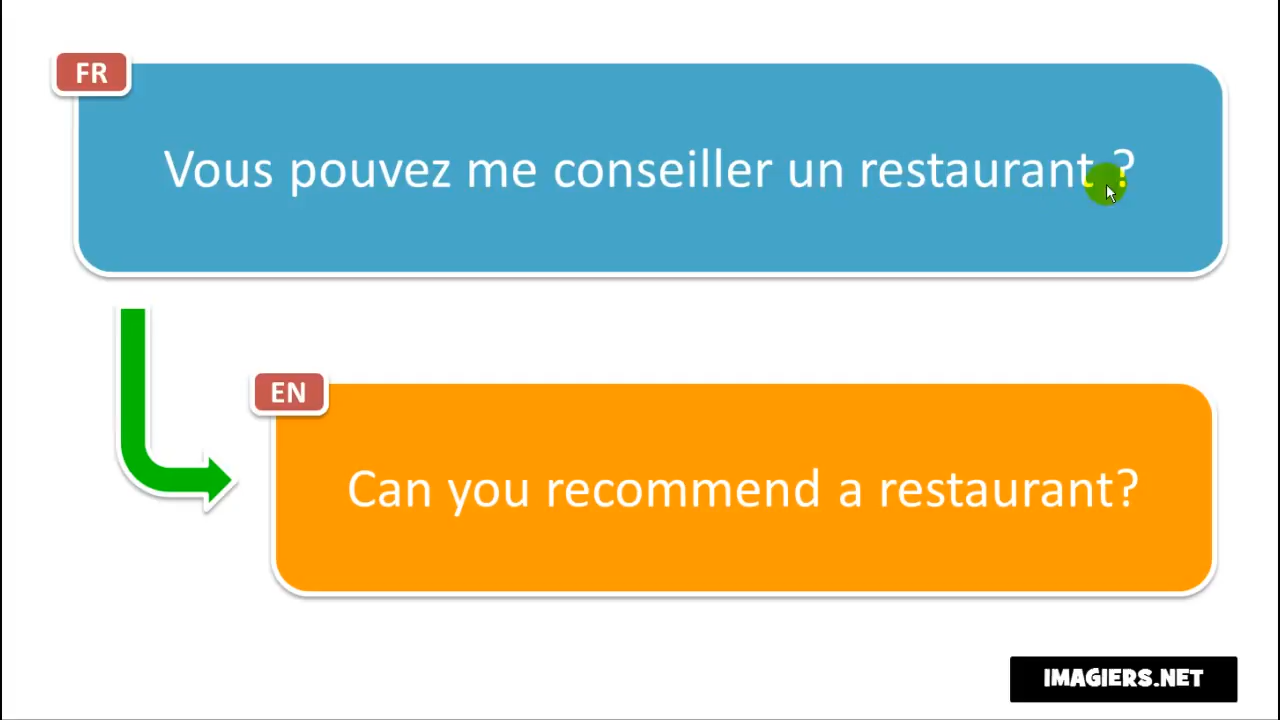 FR
Vous pouvez me conseiller un restaurant ?
EN
Can you recommend a restaurant?
IMAGIERS.NET